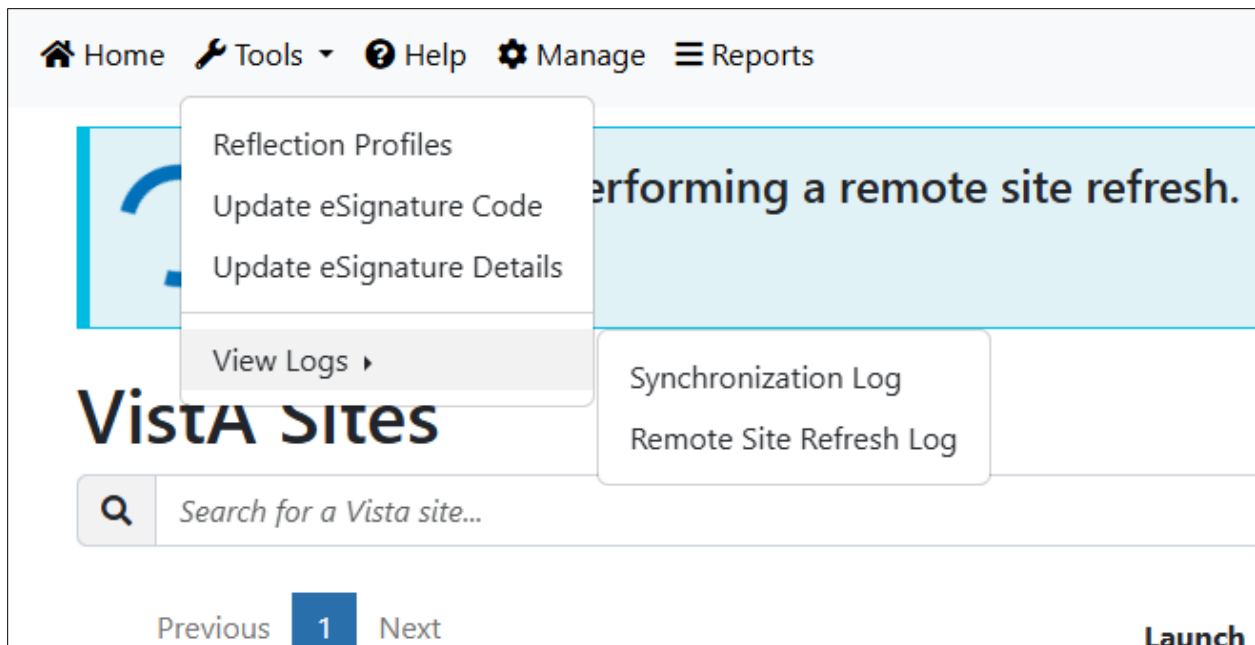 Home Tools Help Manage Reports
Reflection Profiles
Update eSignature Code
Update eSignature Details
View Logs
Synchronization Log
Remote Site Refresh Log
performing a remote site refresh.
VistA Sites
Search for a Vista site...
Previous 1 Next
Launch